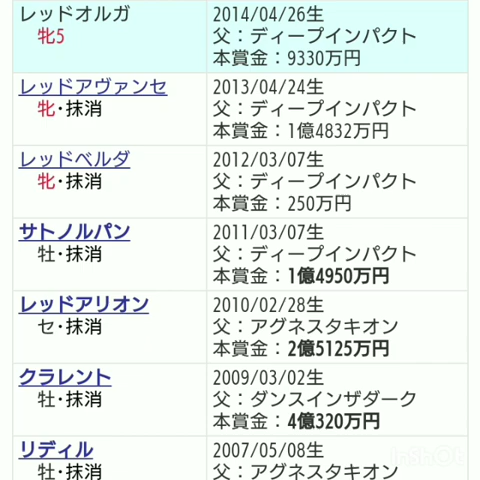 レッドオルガ
牝5
2014/04/26生
父：ディープインパクト
本賞金：9330万円
レッドアヴァンセ
牝・抹消
2013/04/24生
父：ディープインパクト
本賞金：1億4832万円
レッドベルダ
牝・抹消
2012/03/07生
父：ディープインパクト
本賞金：250万円
サトノルパン
牡・抹消
2011/03/07生
父：ディープインパクト
本賞金：1億4950万円
レッドアリオン
セ・抹消
2010/02/28生
父：アグネスタキオン
本賞金：2億5125万円
クラレント
牡・抹消
2009/03/02生
父：ダンスインザダーク
本賞金：4億320万円
リディル
牡・抹消
2007/05/08生
父：アグネスタキオン
InShOt